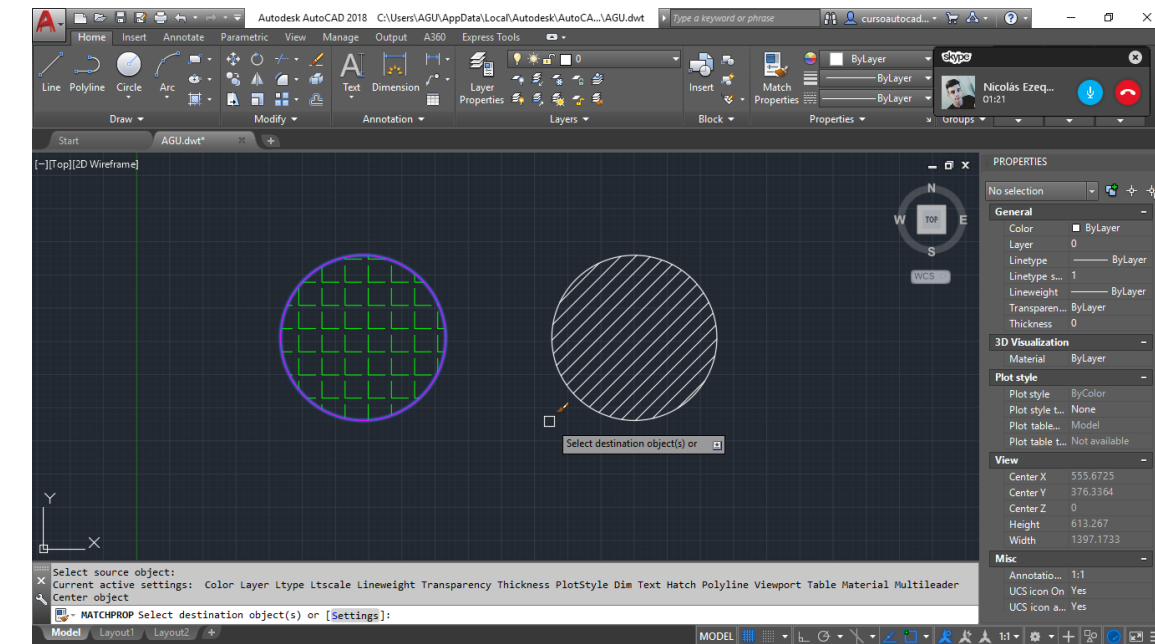 Autodesk AutoCAD 2018 C:\Users\AGU\AppData\Local\Autodesk\AutoCA...\AGU.dwt
Type a keyword or phrase
cursoautocad...
Home Insert Annotate Parametric View Manage Output A360 Express Tools
Line Polyline Circle Arc
Text Dimension
Layer
Properties
0
Insert
Match
Properties
ByLayer
ByLayer
ByLayer
skype
Nicolás Ezeq...
01:21
Draw Modify Annotation Layers Block Properties Groups
Start AGU.dwt*
[−][Top][2D Wireframe]
N
W TOP E
S
WCS
Select destination object(s) or
Y
X
PROPERTIES
No selection
General
Color ByLayer
Layer 0
Linetype ByLayer
Linetype s... 1
Lineweight ByLayer
Transparen... ByLayer
Thickness 0
3D Visualization
Material ByLayer
Plot style
Plot style ByColor
Plot style t... None
Plot table... Model
Plot table t... Not available
View
Center X 555.6725
Center Y 376.3364
Center Z 0
Height 613.267
Width 1397.1733
Misc
Annotatio... 1:1
UCS icon On Yes
UCS icon a... Yes
Select source object:
Current active settings: Color Layer Ltype Ltscale Lineweight Transparency Thickness PlotStyle Dim Text Hatch Polyline Viewport Table Material Multileader
Center object
MATCHPROP Select destination object(s) or [Settings]:
Model Layout1 Layout2 +
MODEL 1:1